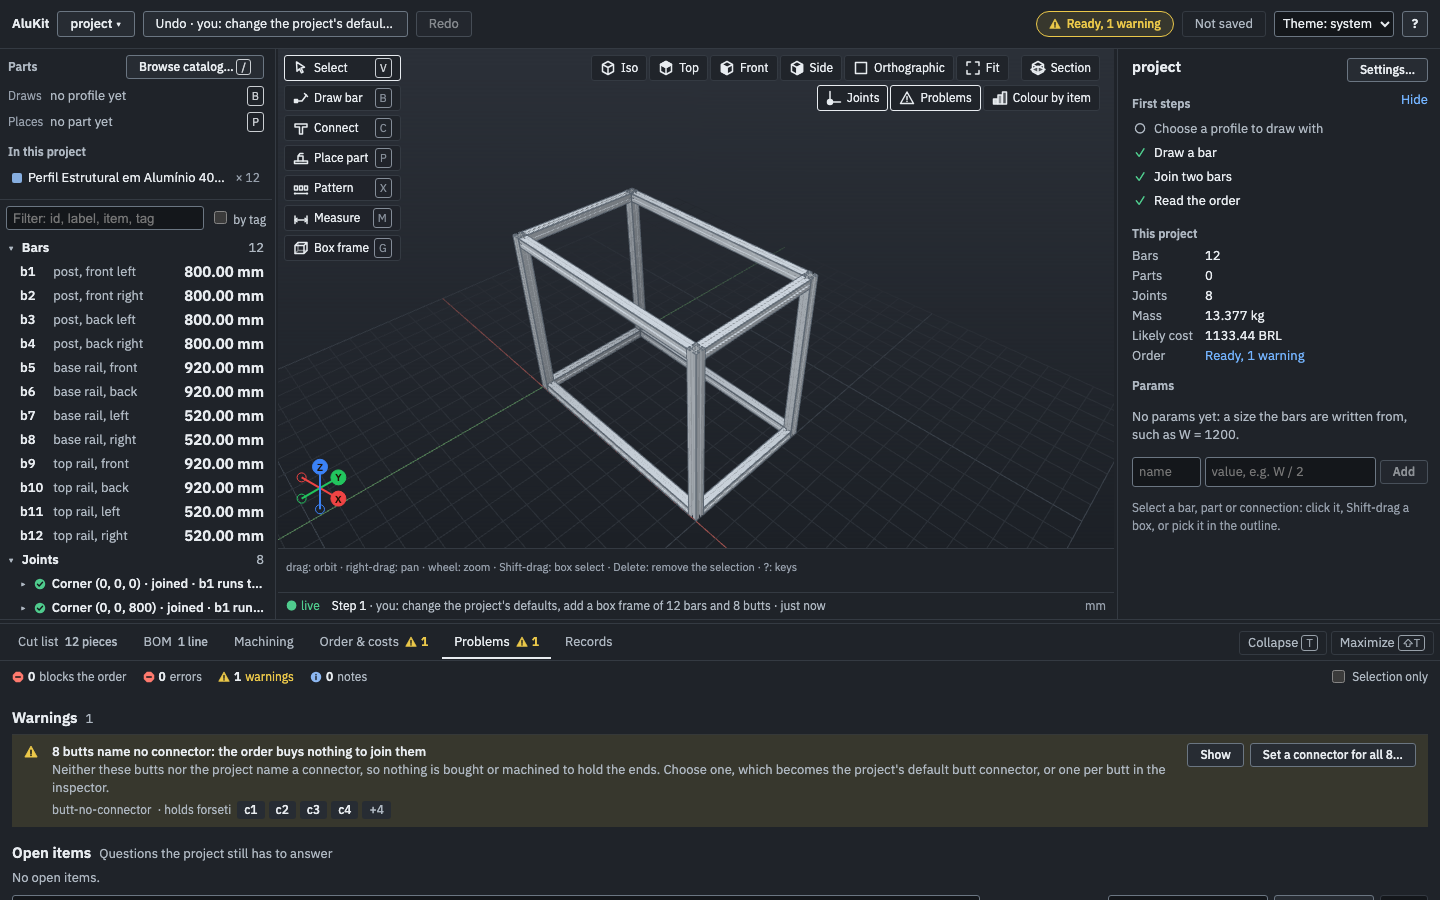 AluKit
project ▾
Undo · you: change the project's defaul...
Redo
Ready, 1 warning
Not saved
Theme: system
?
Parts
Browse catalog... /
Draws no profile yet B
Places no part yet P
In this project
Perfil Estrutural em Alumínio 40... × 12
Filter: id, label, item, tag
by tag
Bars 12
b1 post, front left 800.00 mm
b2 post, front right 800.00 mm
b3 post, back left 800.00 mm
b4 post, back right 800.00 mm
b5 base rail, front 920.00 mm
b6 base rail, back 920.00 mm
b7 base rail, left 520.00 mm
b8 base rail, right 520.00 mm
b9 top rail, front 920.00 mm
b10 top rail, back 920.00 mm
b11 top rail, left 520.00 mm
b12 top rail, right 520.00 mm
Joints 8
Corner (0, 0, 0) · joined · b1 runs t...
Corner (0, 0, 800) · joined · b1 run...
Select V
Draw bar B
Connect C
Place part P
Pattern X
Measure M
Box frame G
Iso
Top
Front
Side
Orthographic
Fit
Section
Joints
Problems
Colour by item
Z
Y
X
drag: orbit · right-drag: pan · wheel: zoom · Shift-drag: box select · Delete: remove the selection · ?: keys
live Step 1 · you: change the project's defaults, add a box frame of 12 bars and 8 butts · just now mm
project
Settings...
First steps Hide
Choose a profile to draw with
Draw a bar
Join two bars
Read the order
This project
Bars 12
Parts 0
Joints 8
Mass 13.377 kg
Likely cost 1133.44 BRL
Order Ready, 1 warning
Params
No params yet: a size the bars are written from,
such as W = 1200.
name
value, e.g. W / 2
Add
Select a bar, part or connection: click it, Shift-drag a
box, or pick it in the outline.
Cut list 12 pieces
BOM 1 line
Machining
Order & costs 1
Problems 1
Records
Collapse T
Maximize ⇧T
0 blocks the order
0 errors
1 warnings
0 notes
Selection only
Warnings 1
8 butts name no connector: the order buys nothing to join them
Neither these butts nor the project name a connector, so nothing is bought or machined to hold the ends. Choose one, which becomes the project's default butt connector, or one per butt in the
inspector.
butt-no-connector · holds forseti c1 c2 c3 c4 +4
Show
Set a connector for all 8...
Open items Questions the project still has to answer
No open items.